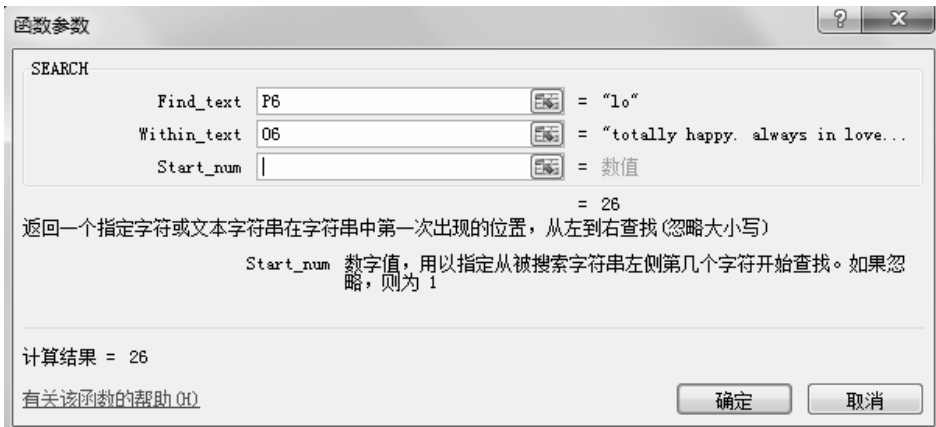 函数参数
SEARCH
Find_text P6 = "lo"
Within_text O6 = "totally happy. always in love...
Start_num = 数值
= 26
返回一个指定字符或文本字符串在字符串中第一次出现的位置，从左到右查找(忽略大小写)
Start_num 数字值，用以指定从被搜索字符串左侧第几个字符开始查找。如果忽
略，则为 1
计算结果 = 26
有关该函数的帮助(H)
确定 取消